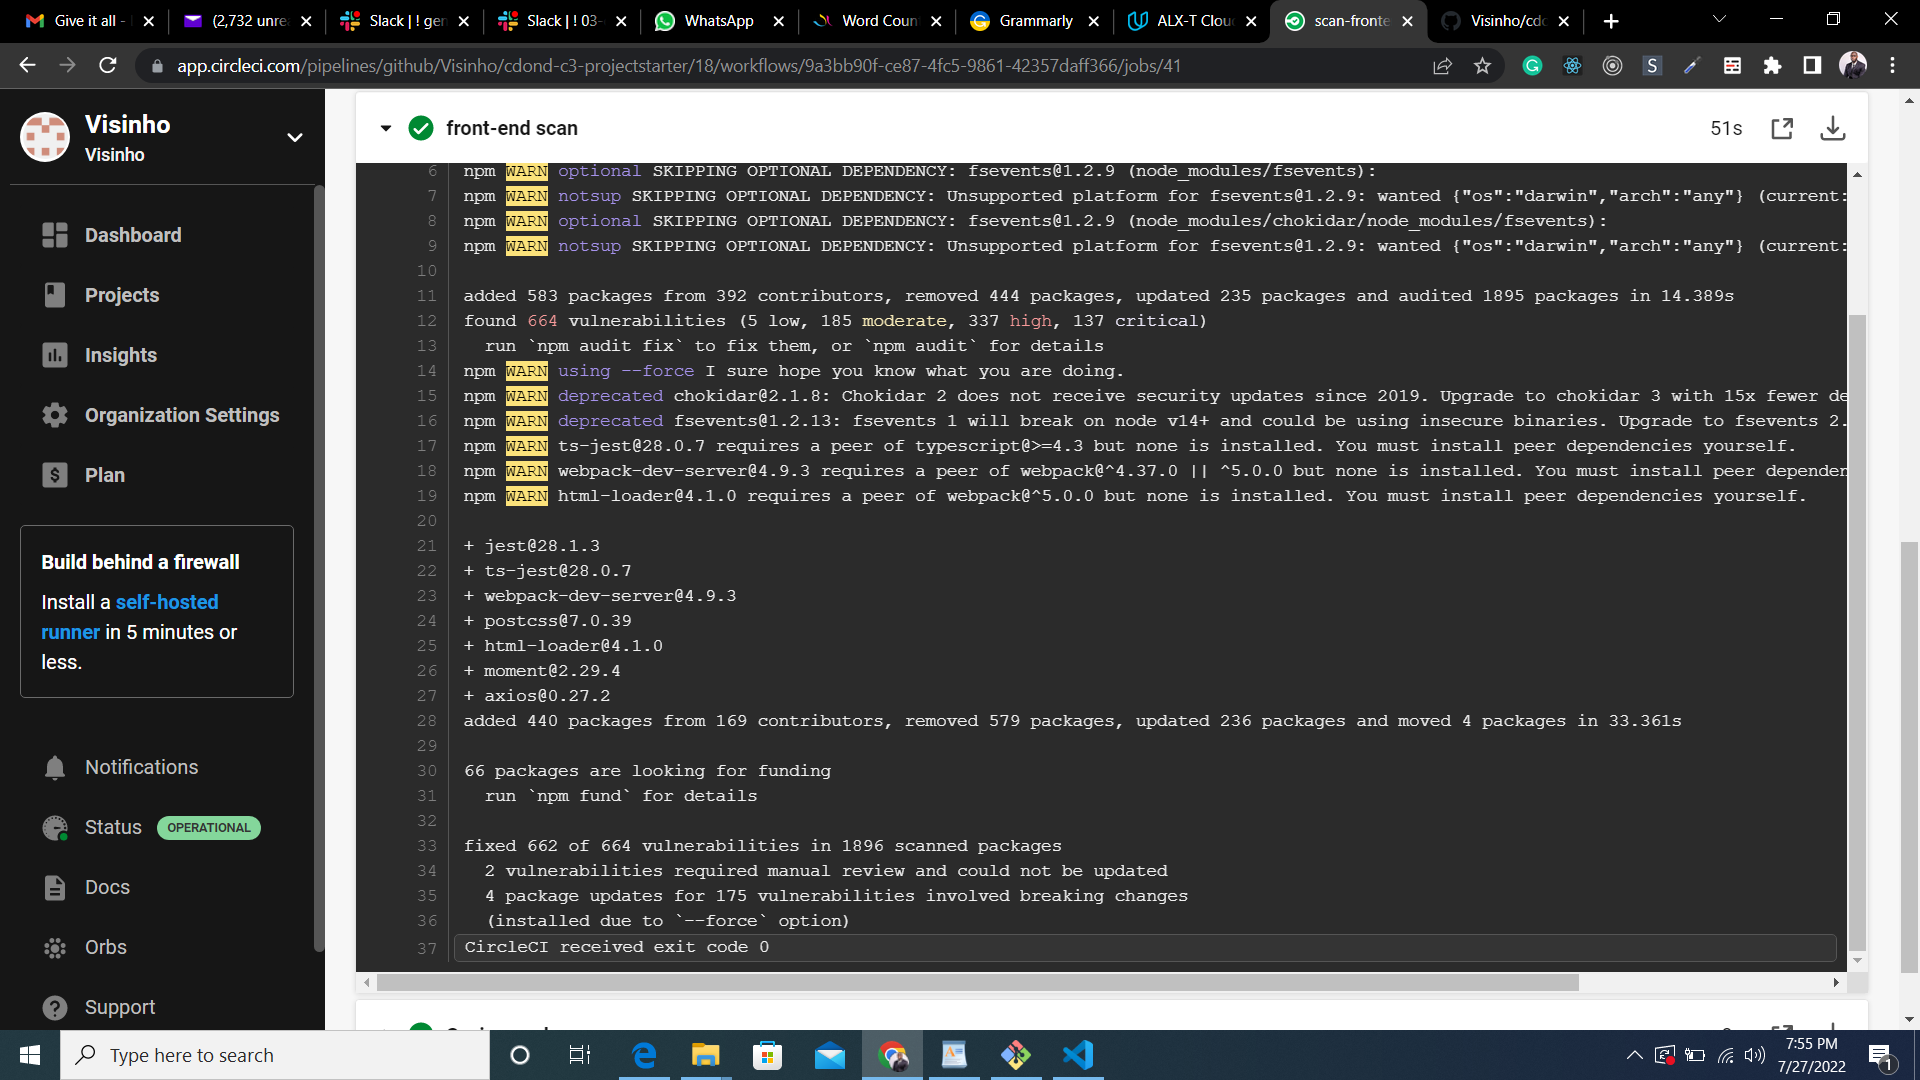 Give it all -
(2,732 unre
Slack | ! gen
Slack | ! 03-
WhatsApp
Word Coun
Grammarly
ALX-T Clou
scan-fronte
Visinho/cdo
app.circleci.com/pipelines/github/Visinho/cdond-c3-projectstarter/18/workflows/9a3bb90f-ce87-4fc5-9861-42357daff366/jobs/41
Visinho
Visinho
Dashboard
Projects
Insights
Organization Settings
Plan
Build behind a firewall
Install a self-hosted
runner in 5 minutes or
less.
Notifications
Status OPERATIONAL
Docs
Orbs
Support
front-end scan
51s
6 npm WARN optional SKIPPING OPTIONAL DEPENDENCY: fsevents@1.2.9 (node_modules/fsevents):
7 npm WARN notsup SKIPPING OPTIONAL DEPENDENCY: Unsupported platform for fsevents@1.2.9: wanted {"os":"darwin","arch":"any"} (current:
8 npm WARN optional SKIPPING OPTIONAL DEPENDENCY: fsevents@1.2.9 (node_modules/chokidar/node_modules/fsevents):
9 npm WARN notsup SKIPPING OPTIONAL DEPENDENCY: Unsupported platform for fsevents@1.2.9: wanted {"os":"darwin","arch":"any"} (current:
10
11 added 583 packages from 392 contributors, removed 444 packages, updated 235 packages and audited 1895 packages in 14.389s
12 found 664 vulnerabilities (5 low, 185 moderate, 337 high, 137 critical)
13 run `npm audit fix` to fix them, or `npm audit` for details
14 npm WARN using --force I sure hope you know what you are doing.
15 npm WARN deprecated chokidar@2.1.8: Chokidar 2 does not receive security updates since 2019. Upgrade to chokidar 3 with 15x fewer de
16 npm WARN deprecated fsevents@1.2.13: fsevents 1 will break on node v14+ and could be using insecure binaries. Upgrade to fsevents 2.
17 npm WARN ts-jest@28.0.7 requires a peer of typescript@>=4.3 but none is installed. You must install peer dependencies yourself.
18 npm WARN webpack-dev-server@4.9.3 requires a peer of webpack@^4.37.0 || ^5.0.0 but none is installed. You must install peer dependen
19 npm WARN html-loader@4.1.0 requires a peer of webpack@^5.0.0 but none is installed. You must install peer dependencies yourself.
20
21 + jest@28.1.3
22 + ts-jest@28.0.7
23 + webpack-dev-server@4.9.3
24 + postcss@7.0.39
25 + html-loader@4.1.0
26 + moment@2.29.4
27 + axios@0.27.2
28 added 440 packages from 169 contributors, removed 579 packages, updated 236 packages and moved 4 packages in 33.361s
29
30 66 packages are looking for funding
31 run `npm fund` for details
32
33 fixed 662 of 664 vulnerabilities in 1896 scanned packages
34 2 vulnerabilities required manual review and could not be updated
35 4 package updates for 175 vulnerabilities involved breaking changes
36 (installed due to `--force` option)
37 CircleCI received exit code 0
Type here to search
7:55 PM
7/27/2022
1